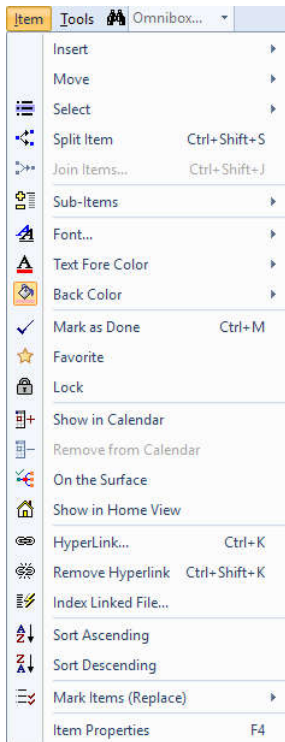 Item Tools Omnibox...
Insert
Move
Select
Split Item Ctrl+Shift+S
Join Items... Ctrl+Shift+J
Sub-Items
Font...
Text Fore Color
Back Color
Mark as Done Ctrl+M
Favorite
Lock
Show in Calendar
Remove from Calendar
On the Surface
Show in Home View
HyperLink... Ctrl+K
Remove Hyperlink Ctrl+Shift+K
Index Linked File...
Sort Ascending
Sort Descending
Mark Items (Replace)
Item Properties F4